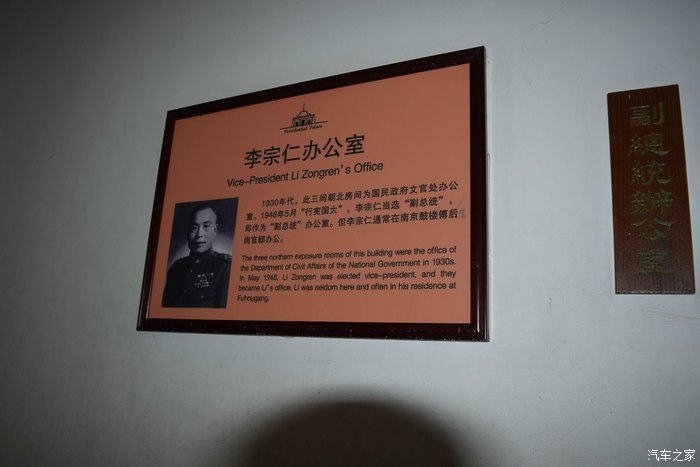 Presidential Palace
李宗仁办公室
Vice-President Li Zongren's Office
1930年代，此三间朝北房间为国民政府文官处办公
室。1948年5月“行宪国大”，李宗仁当选“副总统”，
即作为“副总统”办公室。但李宗仁通常在南京鼓楼傅后
岗官邸办公。
The three northern exposure rooms of this building were the office of
the Department of Civil Affairs of the National Government in 1930s.
In May 1948, Li Zongren was elected vice-president, and they
became Li's office. Li was seldom here and often in his residence at
Fuhougang.
副總統辦公室
汽车之家